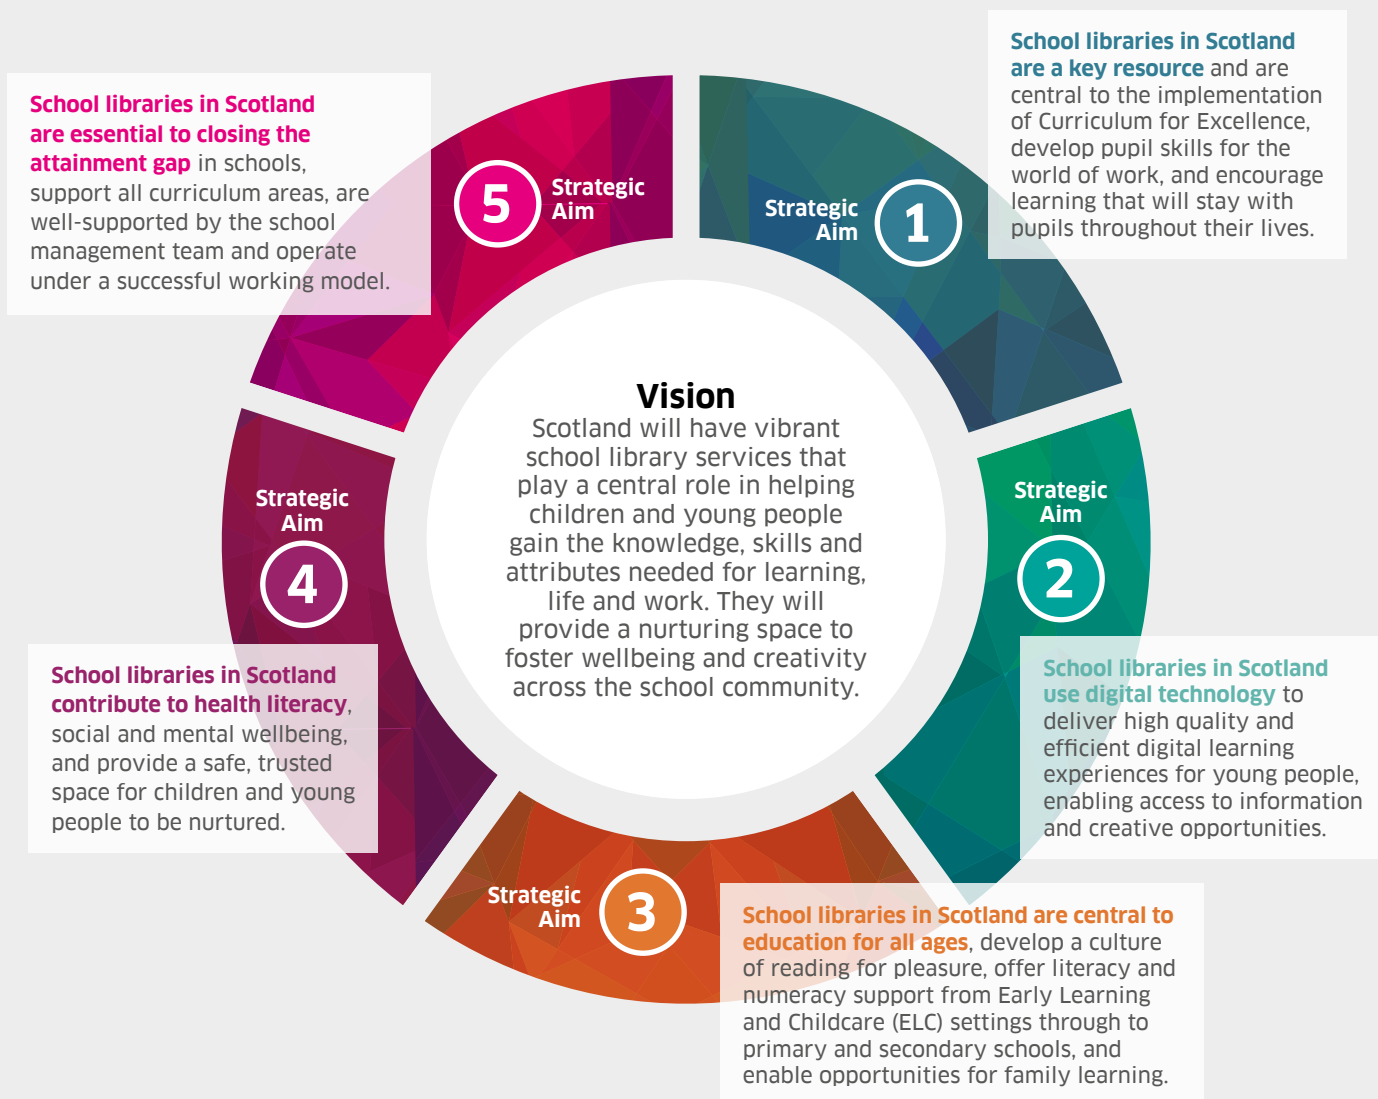 Vision
Scotland will have vibrant
school library services that
play a central role in helping
children and young people
gain the knowledge, skills and
attributes needed for learning,
life and work. They will
provide a nurturing space to
foster wellbeing and creativity
across the school community.
Strategic
Aim
1
School libraries in Scotland
are a key resource and are
central to the implementation
of Curriculum for Excellence,
develop pupil skills for the
world of work, and encourage
learning that will stay with
pupils throughout their lives.
Strategic
Aim
2
School libraries in Scotland
use digital technology to
deliver high quality and
efficient digital learning
experiences for young people,
enabling access to information
and creative opportunities.
Strategic
Aim
3
School libraries in Scotland are central to
education for all ages, develop a culture
of reading for pleasure, offer literacy and
numeracy support from Early Learning
and Childcare (ELC) settings through to
primary and secondary schools, and
enable opportunities for family learning.
Strategic
Aim
4
School libraries in Scotland
contribute to health literacy,
social and mental wellbeing,
and provide a safe, trusted
space for children and young
people to be nurtured.
5
Strategic
Aim
School libraries in Scotland
are essential to closing the
attainment gap in schools,
support all curriculum areas, are
well-supported by the school
management team and operate
under a successful working model.